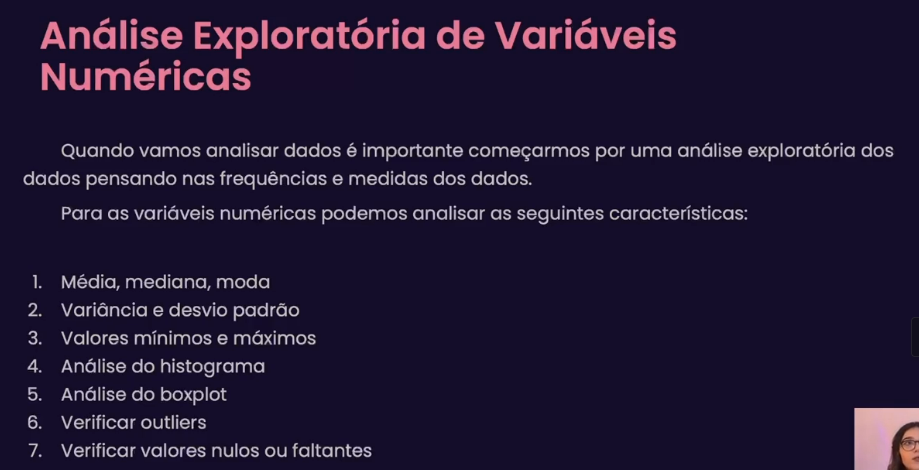 Análise Exploratória de Variáveis
Numéricas
Quando vamos analisar dados é importante começarmos por uma análise exploratória dos
dados pensando nas frequências e medidas dos dados.
Para as variáveis numéricas podemos analisar as seguintes características:
1. Média, mediana, moda
2. Variância e desvio padrão
3. Valores mínimos e máximos
4. Análise do histograma
5. Análise do boxplot
6. Verificar outliers
7. Verificar valores nulos ou faltantes